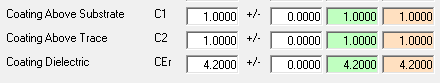 Coating Above Substrate C1 1.0000 +/- 0.0000 1.0000 1.0000
Coating Above Trace C2 1.0000 +/- 0.0000 1.0000 1.0000
Coating Dielectric CEr 4.2000 +/- 0.0000 4.2000 4.2000